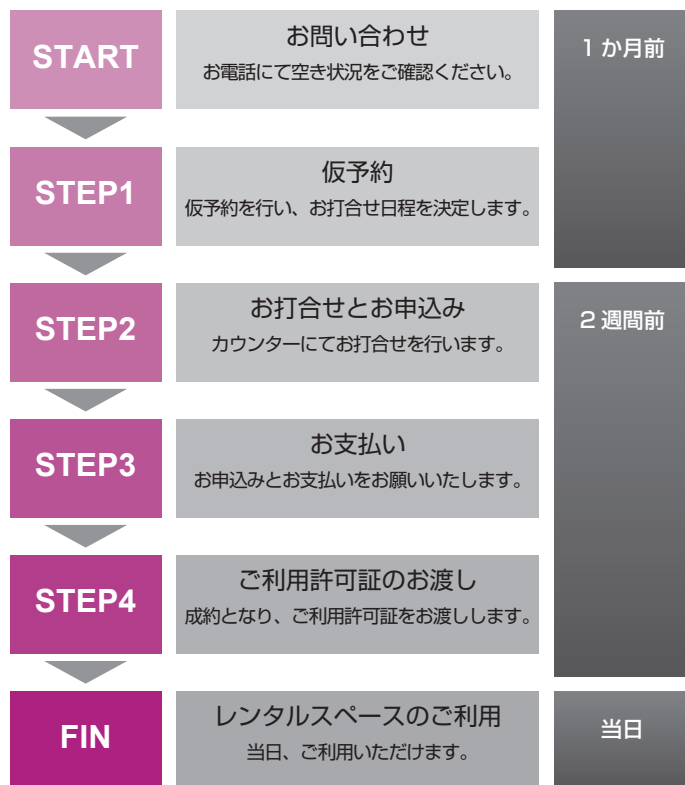 START
お問い合わせ
お電話にて空き状況をご確認ください。
1か月前
STEP1
仮予約
仮予約を行い、お打合せ日程を決定します。
STEP2
お打合せとお申込み
カウンターにてお打合せを行います。
2週間前
STEP3
お支払い
お申込みとお支払いをお願いいたします。
STEP4
ご利用許可証のお渡し
成約となり、ご利用許可証をお渡しします。
FIN
レンタルスペースのご利用
当日、ご利用いただけます。
当日